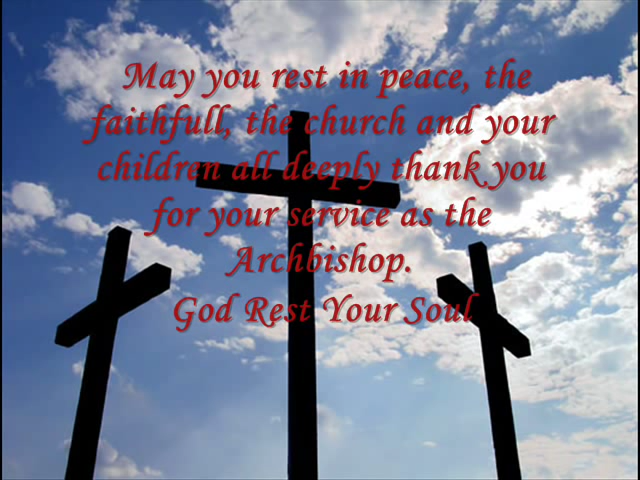 May you rest in peace, the
faithfull, the church and your
children all deeply thank you
for your service as the
Archbishop.
God Rest Your Soul